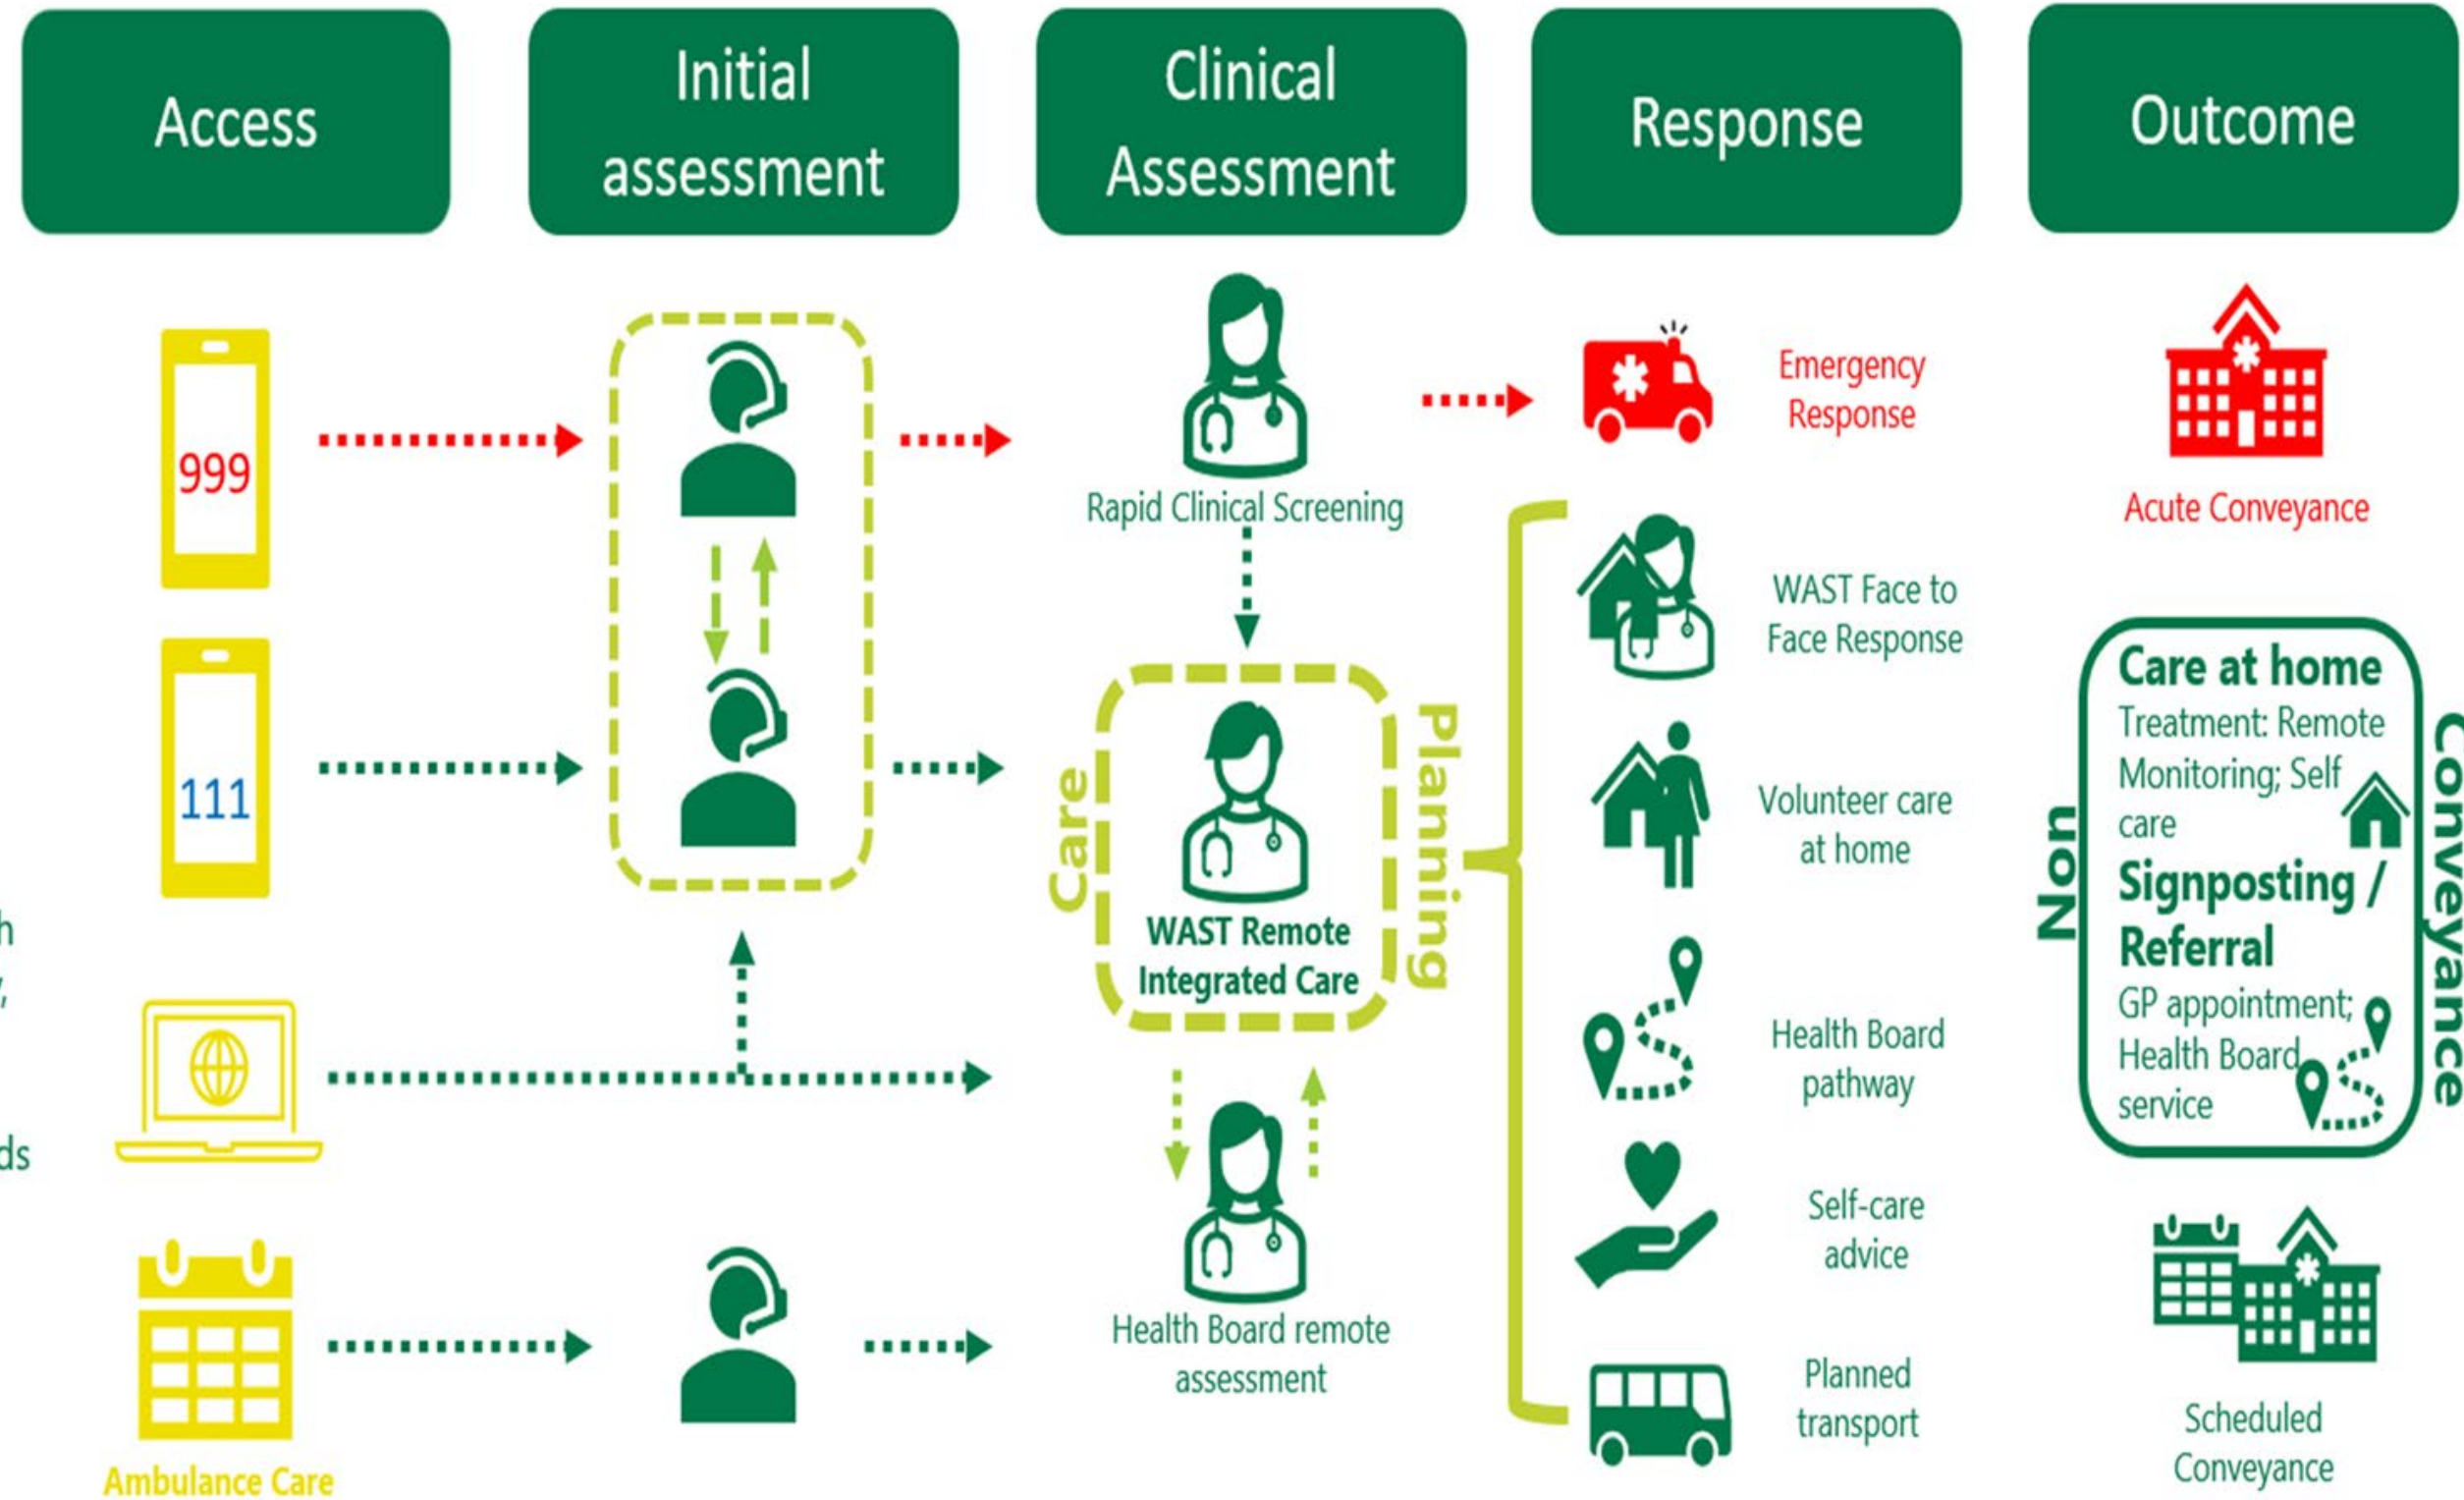 Access
Initial
assessment
Clinical
Assessment
Response
Outcome
999
111
h
,
ds
Ambulance Care
Rapid Clinical Screening
Care
Planning
WAST Remote
Integrated Care
Health Board remote
assessment
Emergency
Response
WAST Face to
Face Response
Volunteer care
at home
Health Board
pathway
Self-care
advice
Planned
transport
Acute Conveyance
Non
Conveyance
Care at home
Treatment: Remote
Monitoring; Self
care
Signposting /
Referral
GP appointment;
Health Board
service
Scheduled
Conveyance